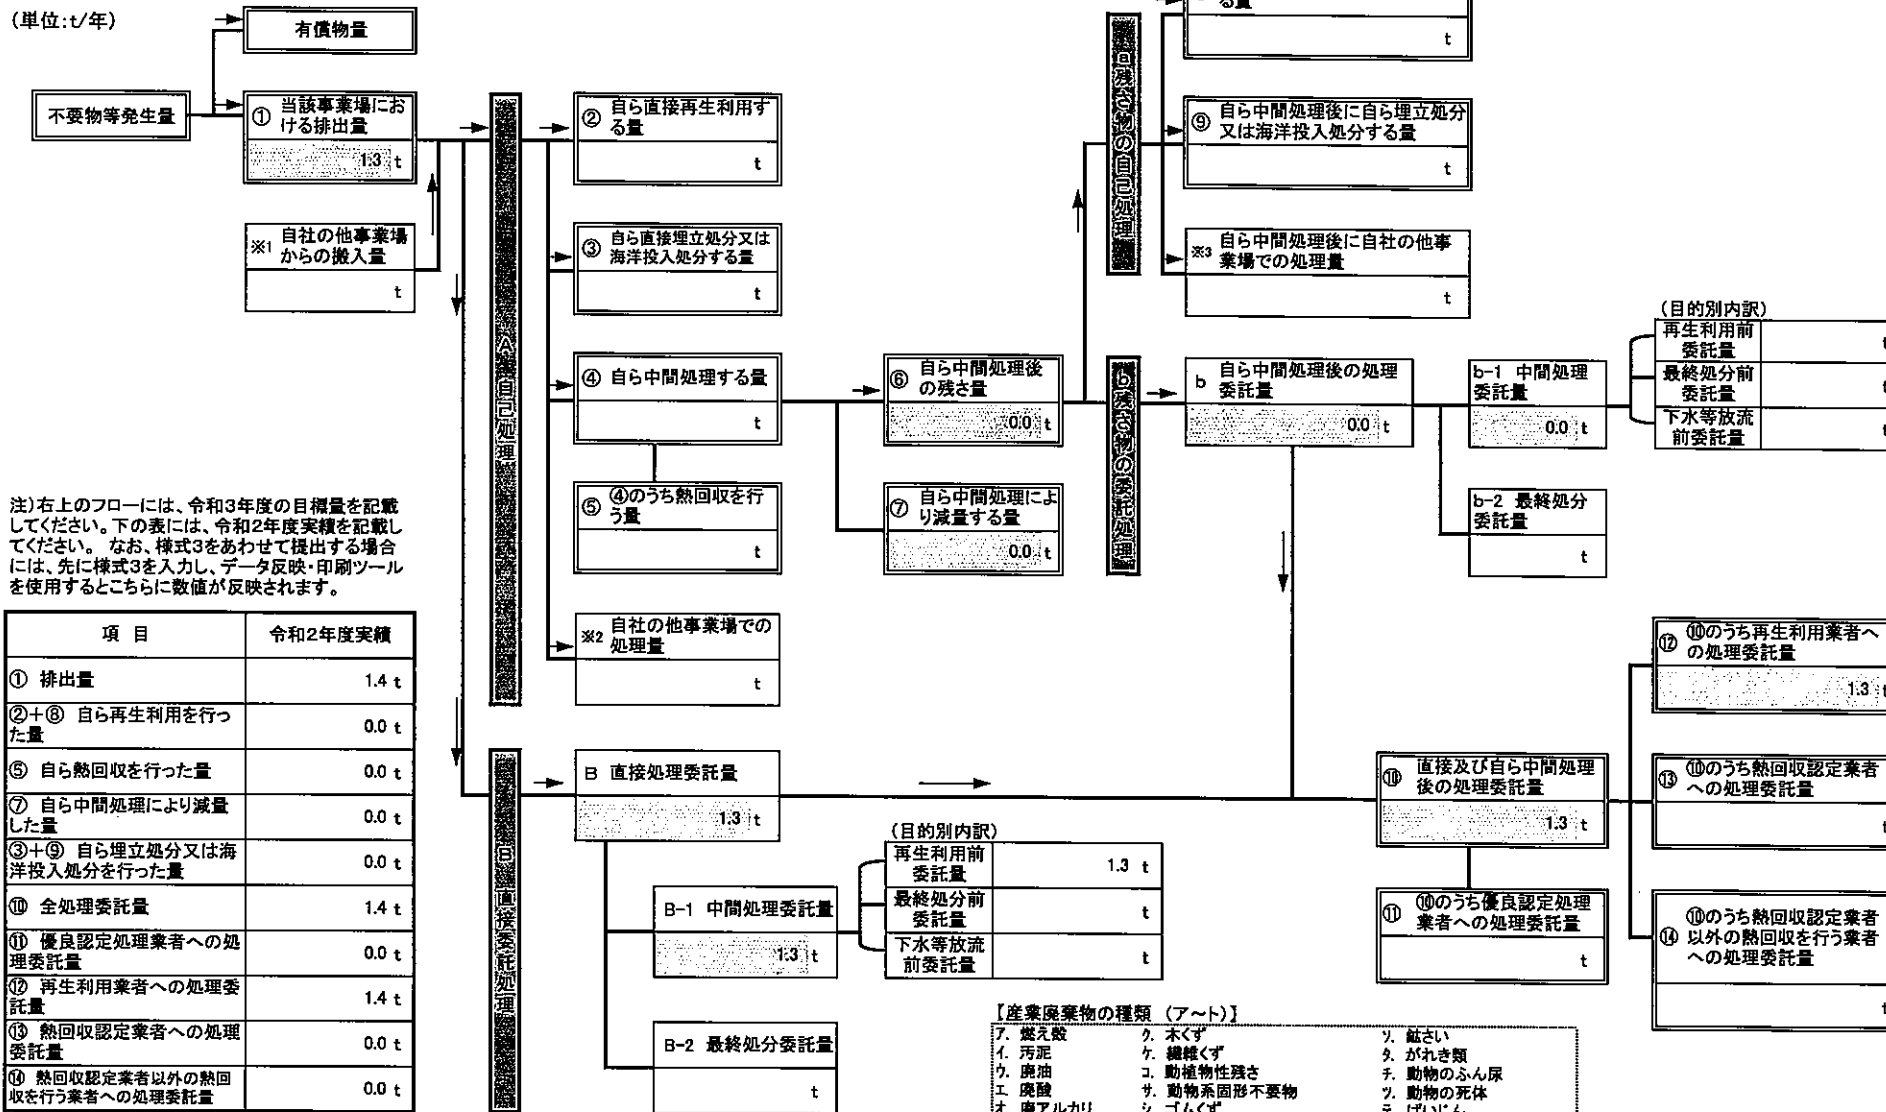 (単位:t/年)
有償物量
不要物等発生量
① 当該事業場にお
ける排出量
1.3 t
※1 自社の他事業場
からの搬入量
t
A 自己処理
② 自ら直接再生利用す
る量
t
③ 自ら直接埋立処分又は
海洋投入処分する量
t
④ 自ら中間処理する量
t
⑤ ④のうち熱回収を行
う量
t
※2 自社の他事業場での
処理量
t
⑥ 自ら中間処理後
の残さ量
0.0 t
⑦ 自ら中間処理によ
り減量する量
0.0 t
a残さ物の自己処理
る量
t
⑨ 自ら中間処理後に自ら埋立処分
又は海洋投入処分する量
t
※3 自ら中間処理後に自社の他事
業場での処理量
t
b残さ物の委託処理
b 自ら中間処理後の処理
委託量
0.0 t
b-1 中間処理
委託量
0.0 t
b-2 最終処分
委託量
t
(目的別内訳)
再生利用前
委託量
t
最終処分前
委託量
t
下水等放流
前委託量
t
注)右上のフローには、令和3年度の目標量を記載
してください。下の表には、令和2年度実績を記載し
てください。 なお、様式3をあわせて提出する場合
には、先に様式3を入力し、データ反映・印刷ツール
を使用するとこちらに数値が反映されます。
項 目 令和2年度実績
① 排出量 1.4 t
②+⑧ 自ら再生利用を行っ
た量 0.0 t
⑤ 自ら熱回収を行った量 0.0 t
⑦ 自ら中間処理により減量
した量 0.0 t
③+⑨ 自ら埋立処分又は海
洋投入処分を行った量 0.0 t
⑩ 全処理委託量 1.4 t
⑪ 優良認定処理業者への処
理委託量 0.0 t
⑫ 再生利用業者への処理委
託量 1.4 t
⑬ 熱回収認定業者への処理
委託量 0.0 t
⑭ 熱回収認定業者以外の熱回
収を行う業者への処理委託量 0.0 t
B 直接委託処理
B 直接処理委託量
1.3 t
B-1 中間処理委託量
1.3 t
B-2 最終処分委託量
t
(目的別内訳)
再生利用前
委託量
1.3 t
最終処分前
委託量
t
下水等放流
前委託量
t
⑩ 直接及び自ら中間処理
後の処理委託量
1.3 t
⑪ ⑩のうち優良認定処理
業者への処理委託量
t
⑫ ⑩のうち再生利用業者へ
の処理委託量
1.3 t
⑬ ⑩のうち熱回収認定業者
への処理委託量
t
⑭ ⑩のうち熱回収認定業者
以外の熱回収を行う業者
への処理委託量
t
【産業廃棄物の種類 (ア~ト)】
ア. 燃え殻 ク. 木くず ソ. 鉱さい
イ. 汚泥 ケ. 繊維くず タ. がれき類
ウ. 廃油 コ. 動植物性残さ チ. 動物のふん尿
エ. 廃酸 サ. 動物系固形不要物 ツ. 動物の死体
オ. 廃アルカリ シ. ゴムくず テ. ばいじん